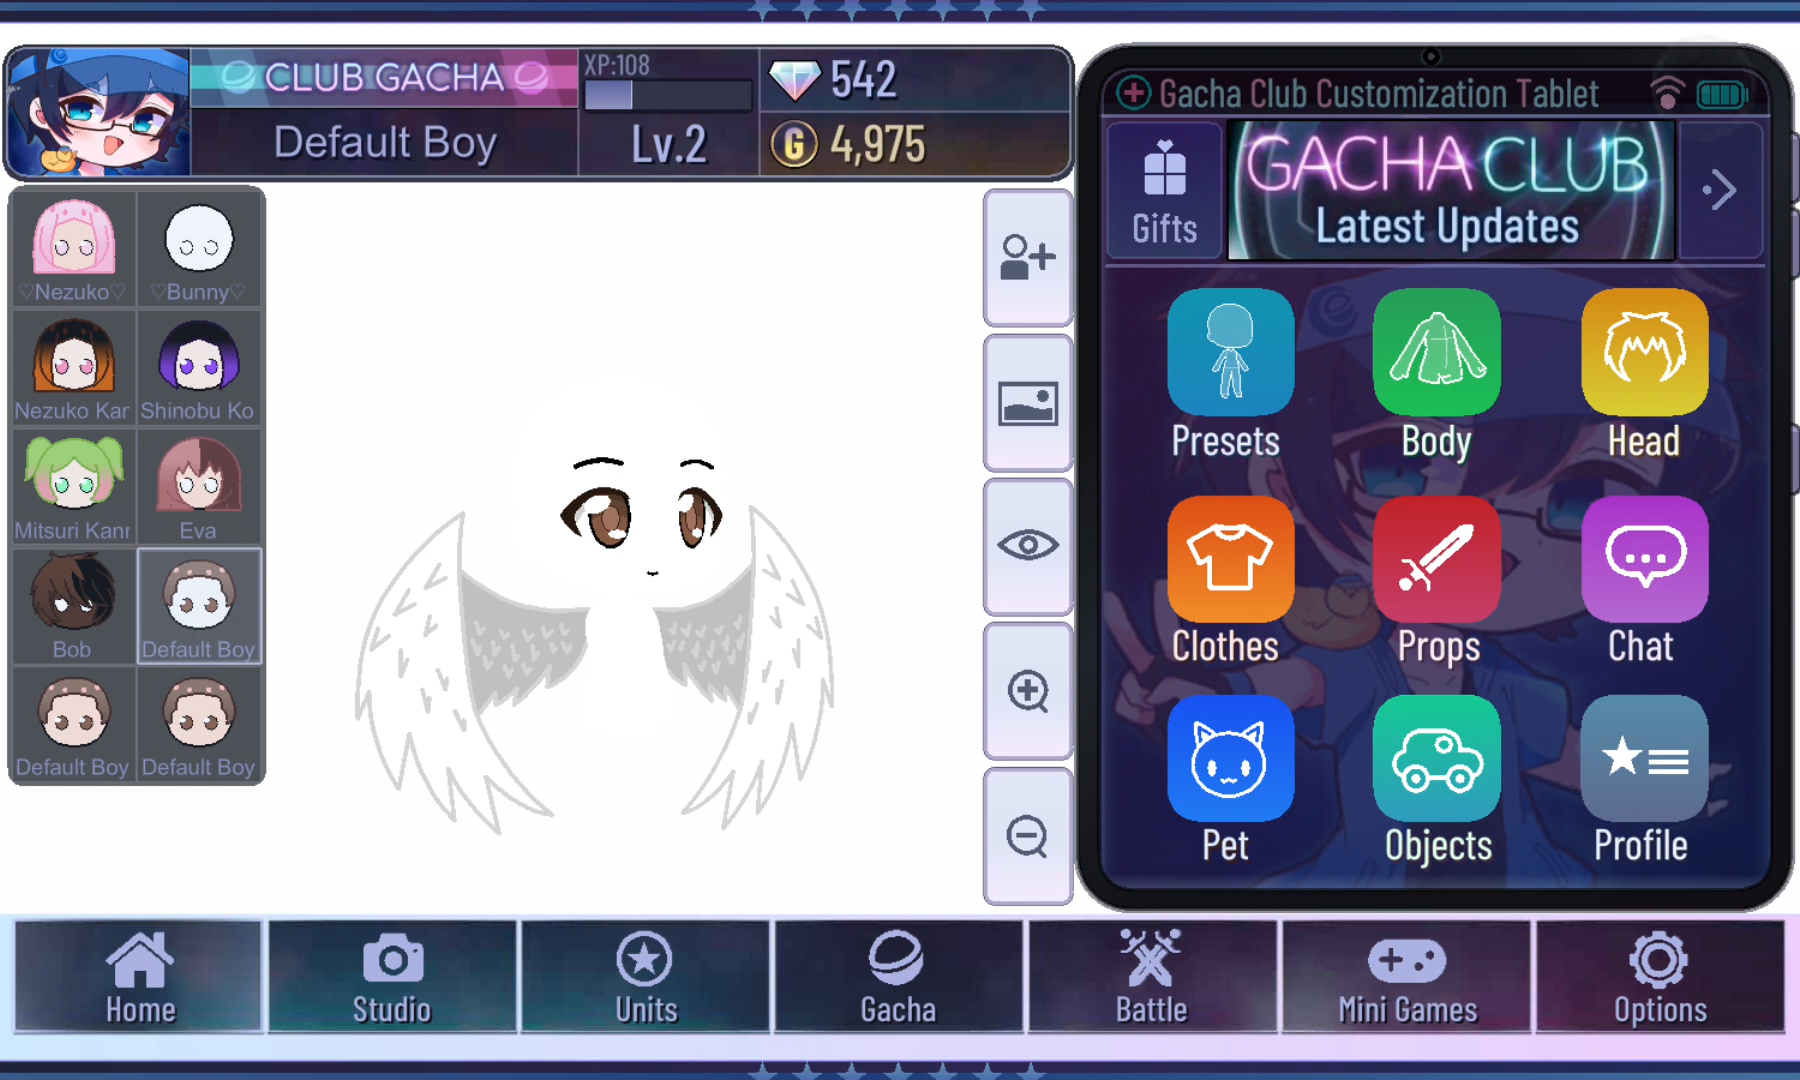 CLUB GACHA
Default Boy
XP:108
Lv.2
542
G 4,975
♡Nezuko♡
♡Bunny♡
Nezuko Kar
Shinobu Ko
Mitsuri Kanr
Eva
Bob
Default Boy
Default Boy
Default Boy
Gacha Club Customization Tablet
Gifts
GACHA CLUB
Latest Updates
Presets
Body
Head
Clothes
Props
Chat
Pet
Objects
Profile
Home
Studio
Units
Gacha
Battle
Mini Games
Options